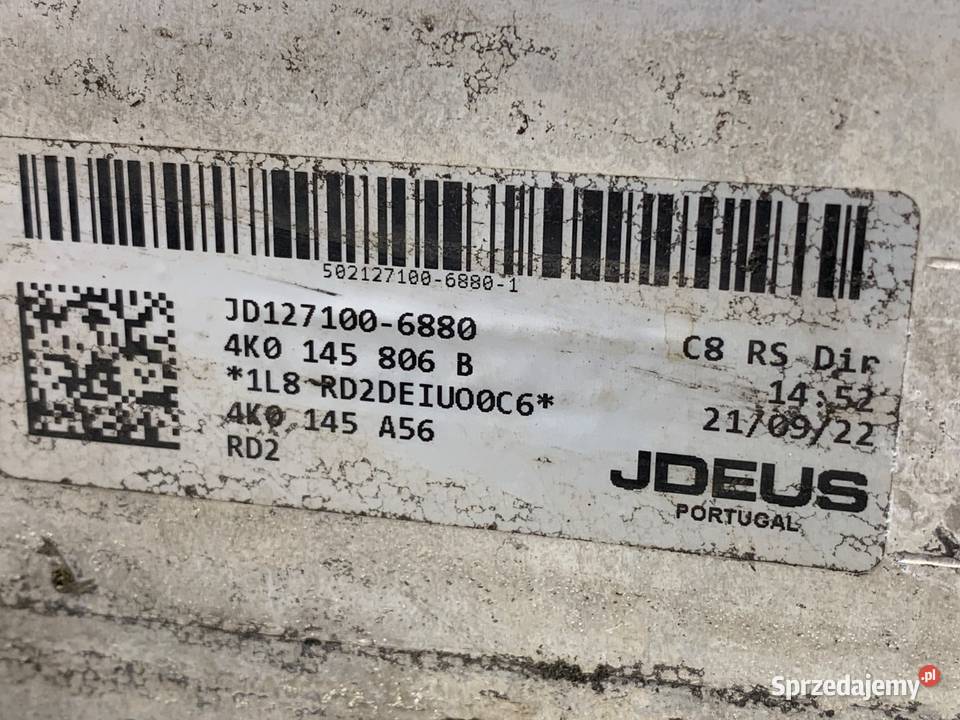 502127100-6880-1
JD127100-6880
4K0 145 806 B
*1L8 RD2DEIUO0C6*
4K0 145 A56
RD2
C8 RS Dir
14:52
21/09/22
JDEUS
PORTUGAL
Sprzedajemy.pl